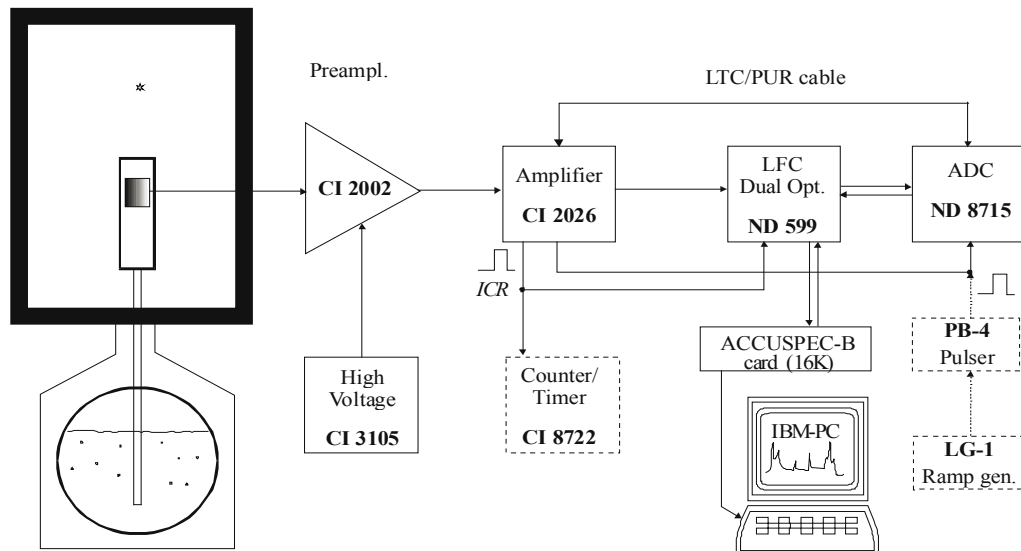 Preampl.
LTC/PUR cable
CI 2002
Amplifier
CI 2026
LFC
Dual Opt.
ND 599
ADC
ND 8715
ICR
High
Voltage
CI 3105
Counter/
Timer
CI 8722
ACCUSPEC-B
card (16K)
PB-4
Pulser
IBM-PC
LG-1
Ramp gen.